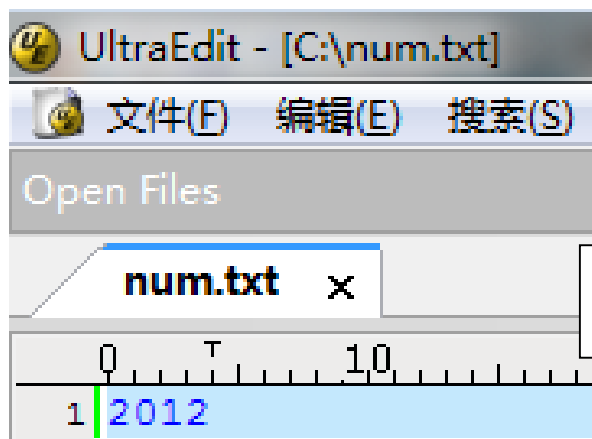 UltraEdit - [C:\num.txt]
文件(F) 编辑(E) 搜索(S)
Open Files
num.txt x
0 10
1 2012